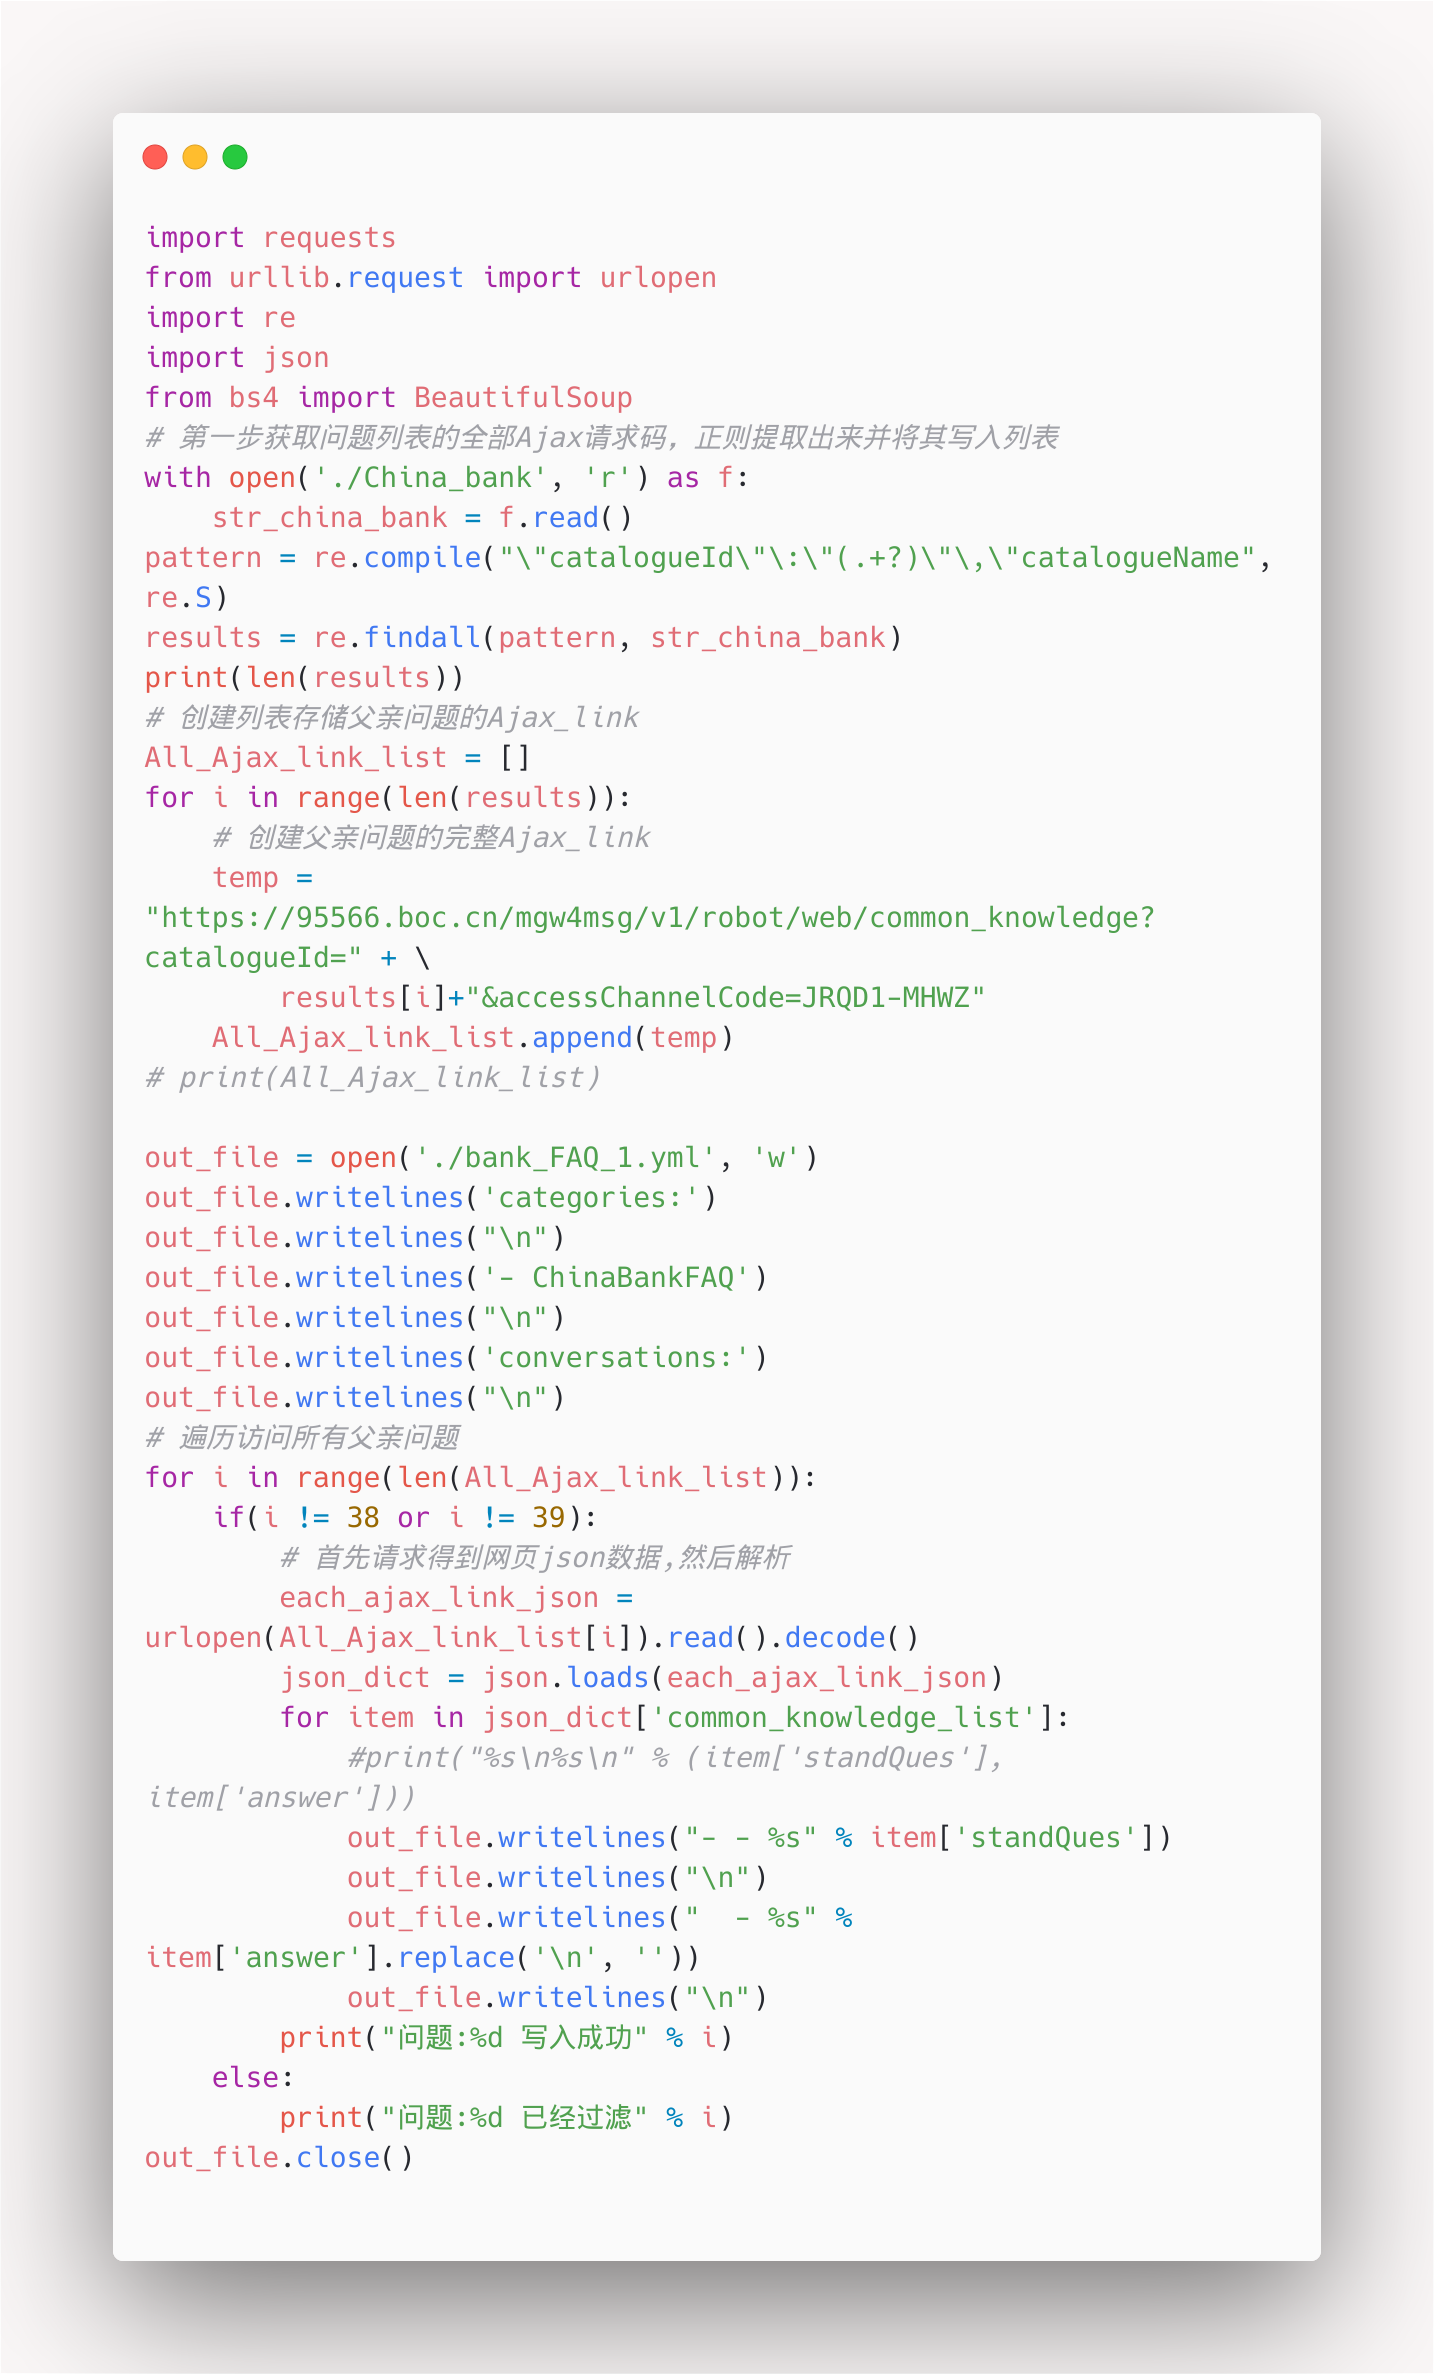 import requests
from urllib.request import urlopen
import re
import json
from bs4 import BeautifulSoup
# 第一步获取问题列表的全部Ajax请求码，正则提取出来并将其写入列表
with open('./China_bank', 'r') as f:
    str_china_bank = f.read()
pattern = re.compile("\"catalogueId\"\:\"(.+?)\"\,\"catalogueName",
re.S)
results = re.findall(pattern, str_china_bank)
print(len(results))
# 创建列表存储父亲问题的Ajax_link
All_Ajax_link_list = []
for i in range(len(results)):
    # 创建父亲问题的完整Ajax_link
    temp =
"https://95566.boc.cn/mgw4msg/v1/robot/web/common_knowledge?
catalogueId=" + \
        results[i]+"&accessChannelCode=JRQD1-MHWZ"
    All_Ajax_link_list.append(temp)
# print(All_Ajax_link_list)

out_file = open('./bank_FAQ_1.yml', 'w')
out_file.writelines('categories:')
out_file.writelines("\n")
out_file.writelines('- ChinaBankFAQ')
out_file.writelines("\n")
out_file.writelines('conversations:')
out_file.writelines("\n")
# 遍历访问所有父亲问题
for i in range(len(All_Ajax_link_list)):
    if(i != 38 or i != 39):
        # 首先请求得到网页json数据,然后解析
        each_ajax_link_json =
urlopen(All_Ajax_link_list[i]).read().decode()
        json_dict = json.loads(each_ajax_link_json)
        for item in json_dict['common_knowledge_list']:
            #print("%s\n%s\n" % (item['standQues'],
item['answer']))
            out_file.writelines("- - %s" % item['standQues'])
            out_file.writelines("\n")
            out_file.writelines("  - %s" %
item['answer'].replace('\n', ''))
            out_file.writelines("\n")
        print("问题:%d 写入成功" % i)
    else:
        print("问题:%d 已经过滤" % i)
out_file.close()